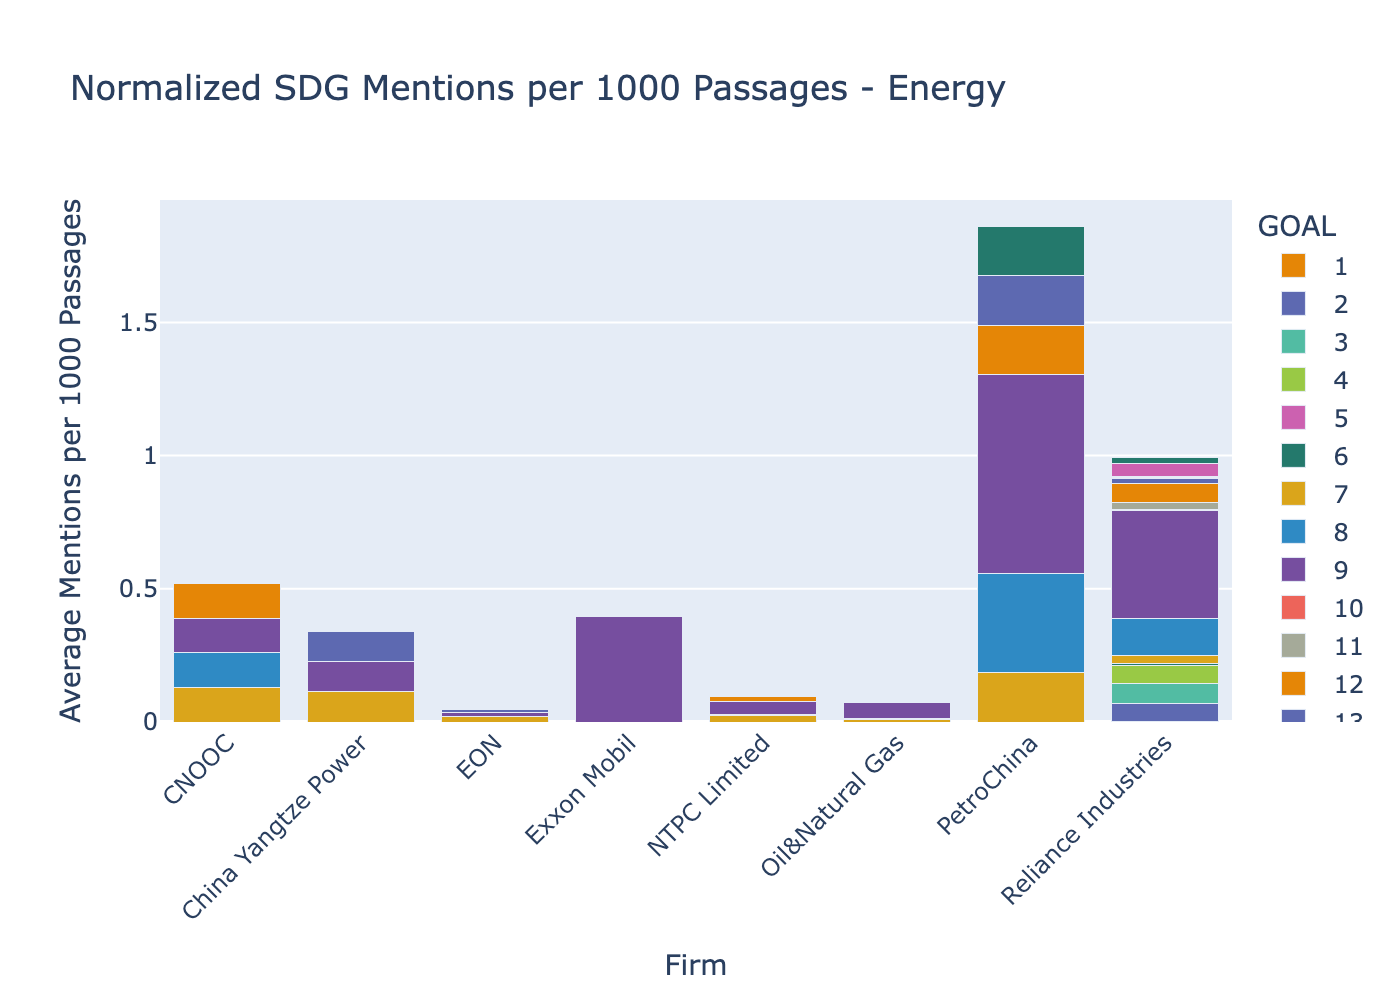 Normalized SDG Mentions per 1000 Passages - Energy
Average Mentions per 1000 Passages
1.5
1
0.5
0
CNOOC
China Yangtze Power
EON
Exxon Mobil
NTPC Limited
Oil&Natural Gas
PetroChina
Reliance Industries
Firm
GOAL
1
2
3
4
5
6
7
8
9
10
11
12
13